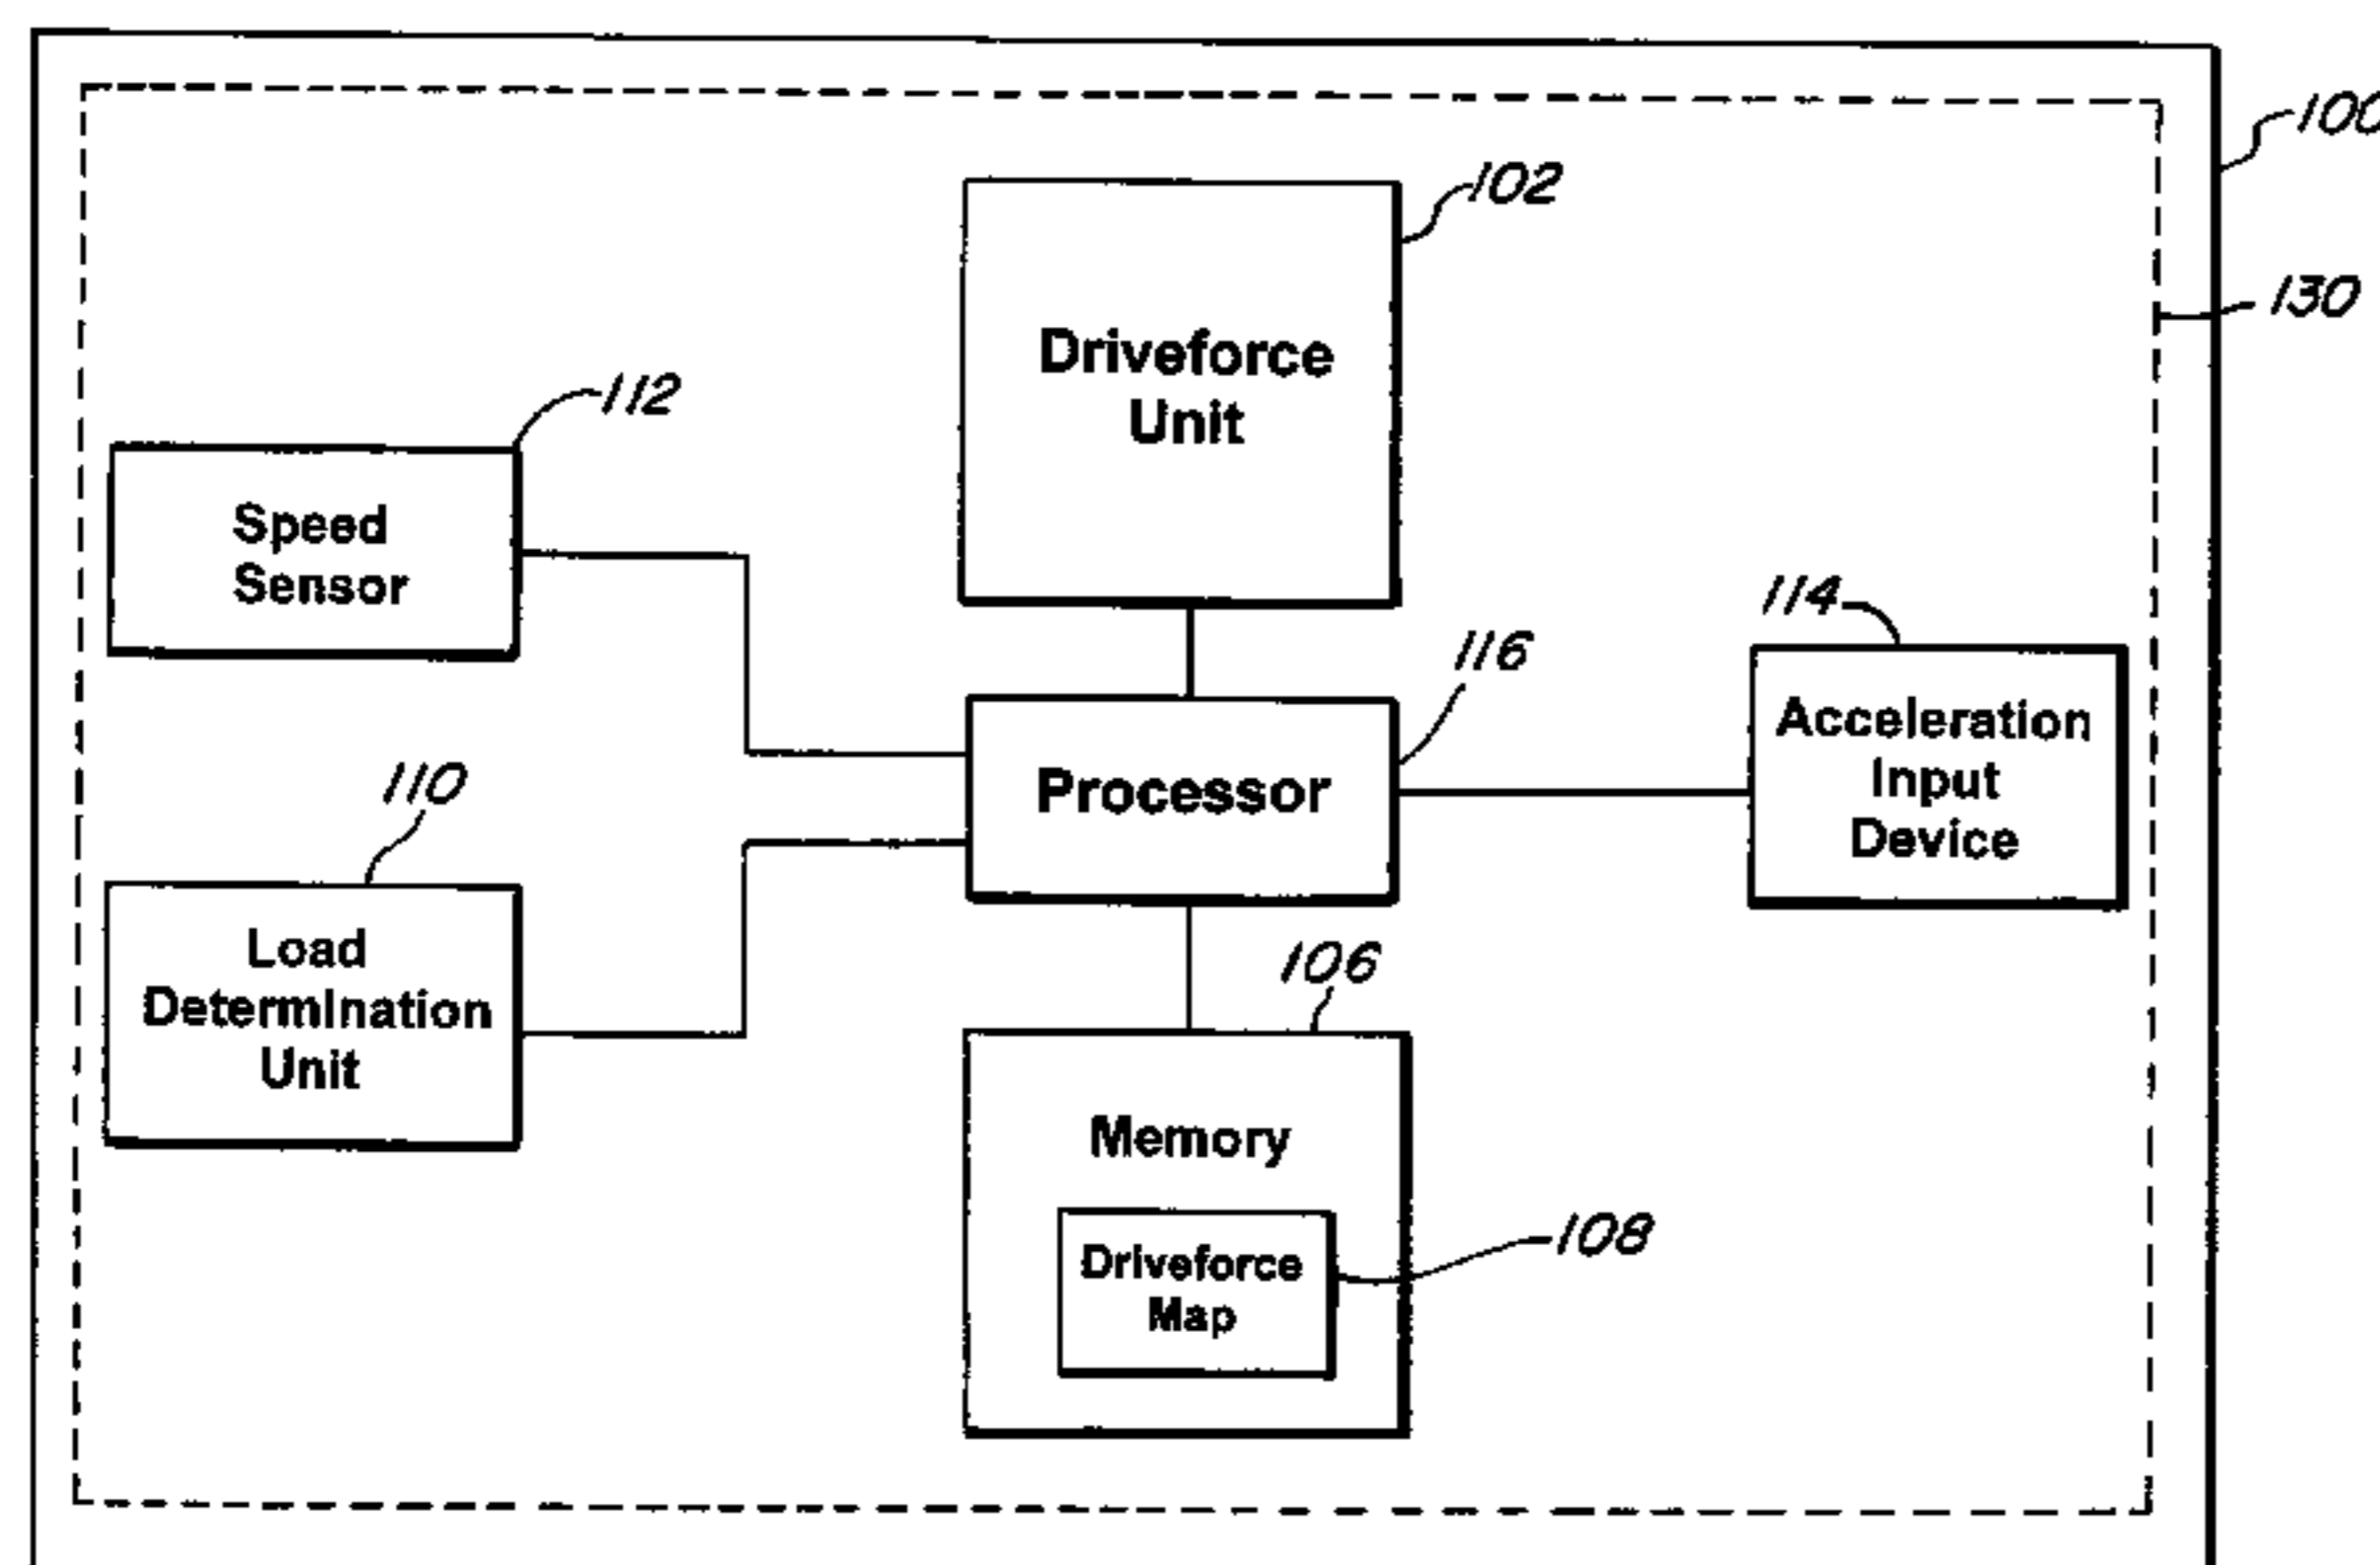 100
102
130
Driveforce
Unit
112
Speed
Sensor
114
116
Acceleration
Input
Device
Processor
110
Load
Determination
Unit
106
Memory
108
Driveforce
Map